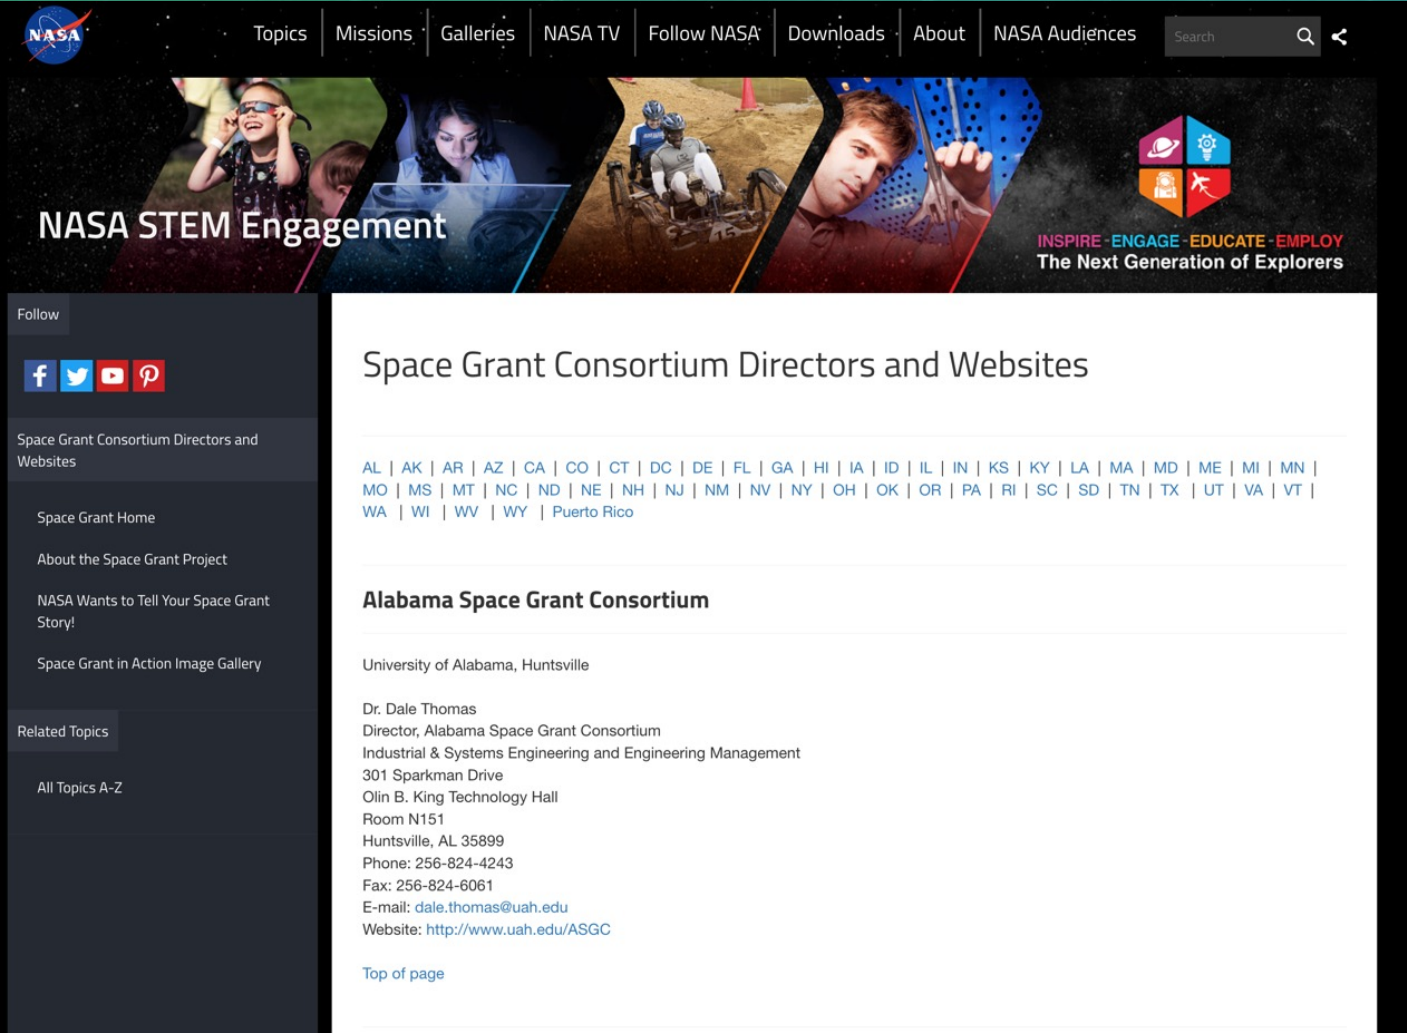 NASA
Topics | Missions | Galleries | NASA TV | Follow NASA | Downloads | About | NASA Audiences
Search
NASA STEM Engagement
INSPIRE - ENGAGE - EDUCATE - EMPLOY
The Next Generation of Explorers
Follow
Space Grant Consortium Directors and
Websites
Space Grant Home
About the Space Grant Project
NASA Wants to Tell Your Space Grant
Story!
Space Grant in Action Image Gallery
Related Topics
All Topics A-Z
Space Grant Consortium Directors and Websites
AL | AK | AR | AZ | CA | CO | CT | DC | DE | FL | GA | HI | IA | ID | IL | IN | KS | KY | LA | MA | MD | ME | MI | MN |
MO | MS | MT | NC | ND | NE | NH | NJ | NM | NV | NY | OH | OK | OR | PA | RI | SC | SD | TN | TX | UT | VA | VT |
WA | WI | WV | WY | Puerto Rico
Alabama Space Grant Consortium
University of Alabama, Huntsville
Dr. Dale Thomas
Director, Alabama Space Grant Consortium
Industrial & Systems Engineering and Engineering Management
301 Sparkman Drive
Olin B. King Technology Hall
Room N151
Huntsville, AL 35899
Phone: 256-824-4243
Fax: 256-824-6061
E-mail: dale.thomas@uah.edu
Website: http://www.uah.edu/ASGC
Top of page